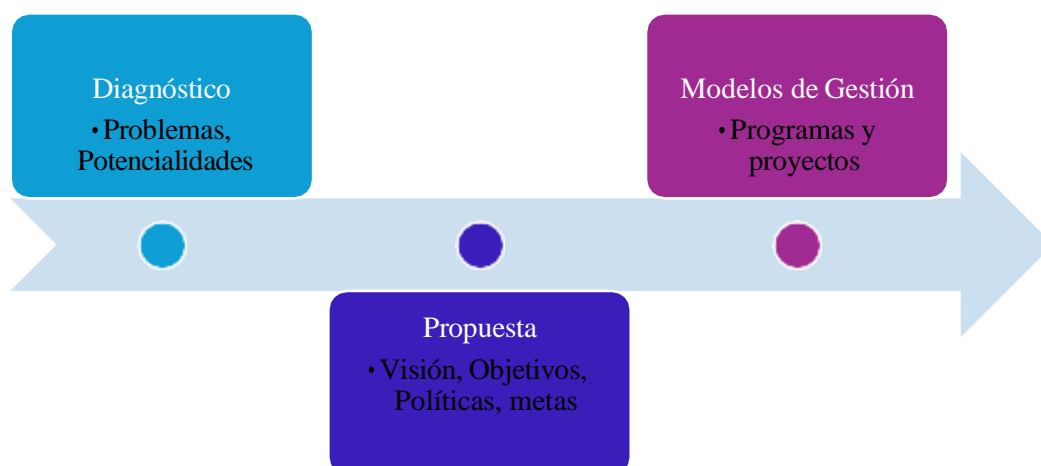 Diagnóstico
• Problemas,
Potencialidades
Propuesta
• Visión, Objetivos,
Políticas, metas
Modelos de Gestión
• Programas y
proyectos